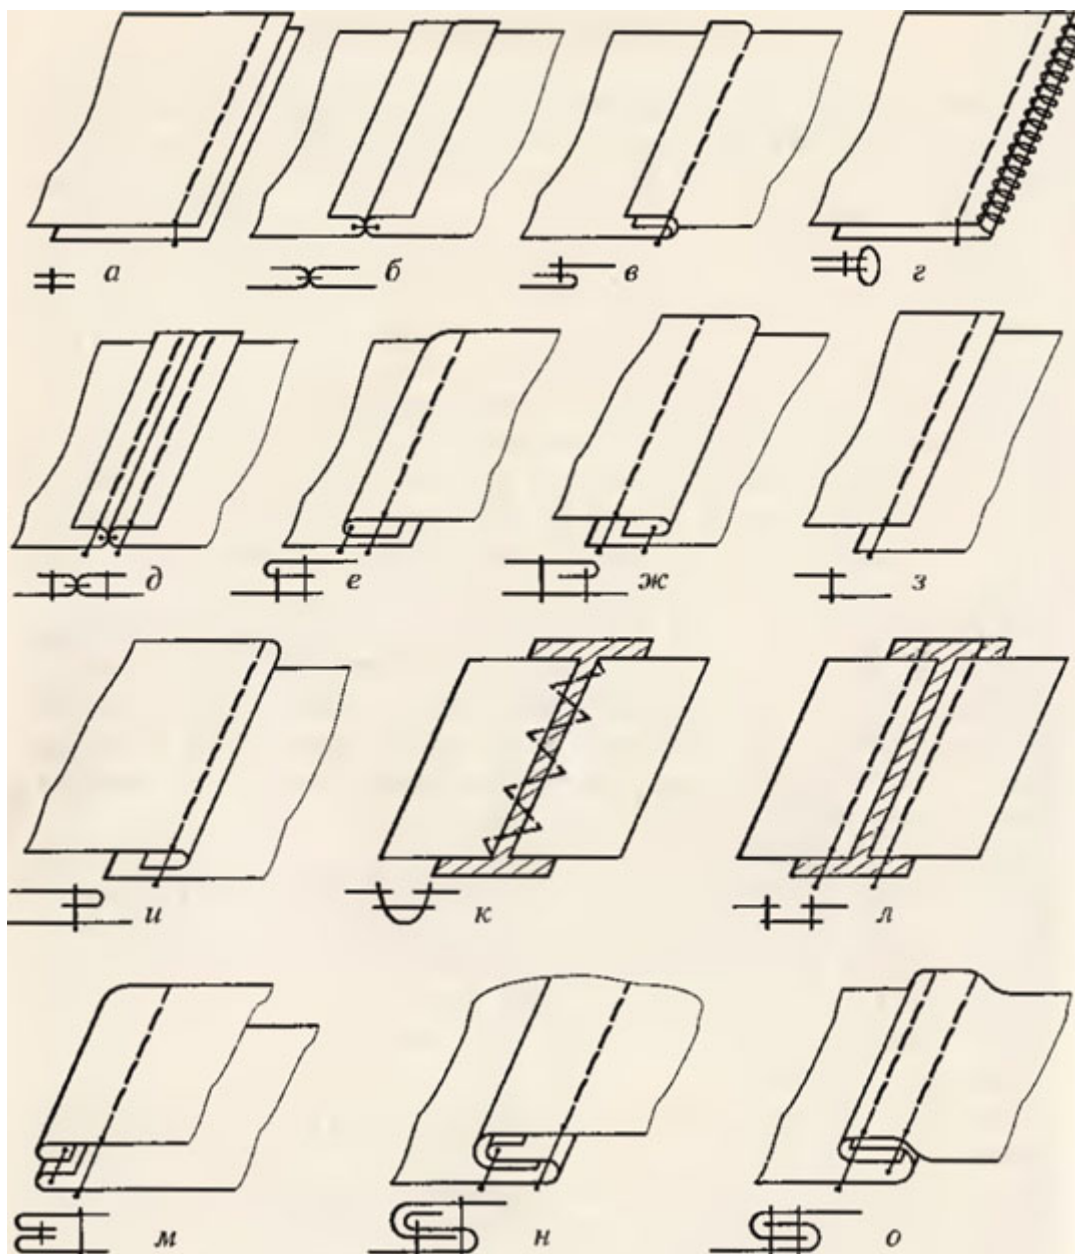 а б в г
д е ж з
и к л
м н о